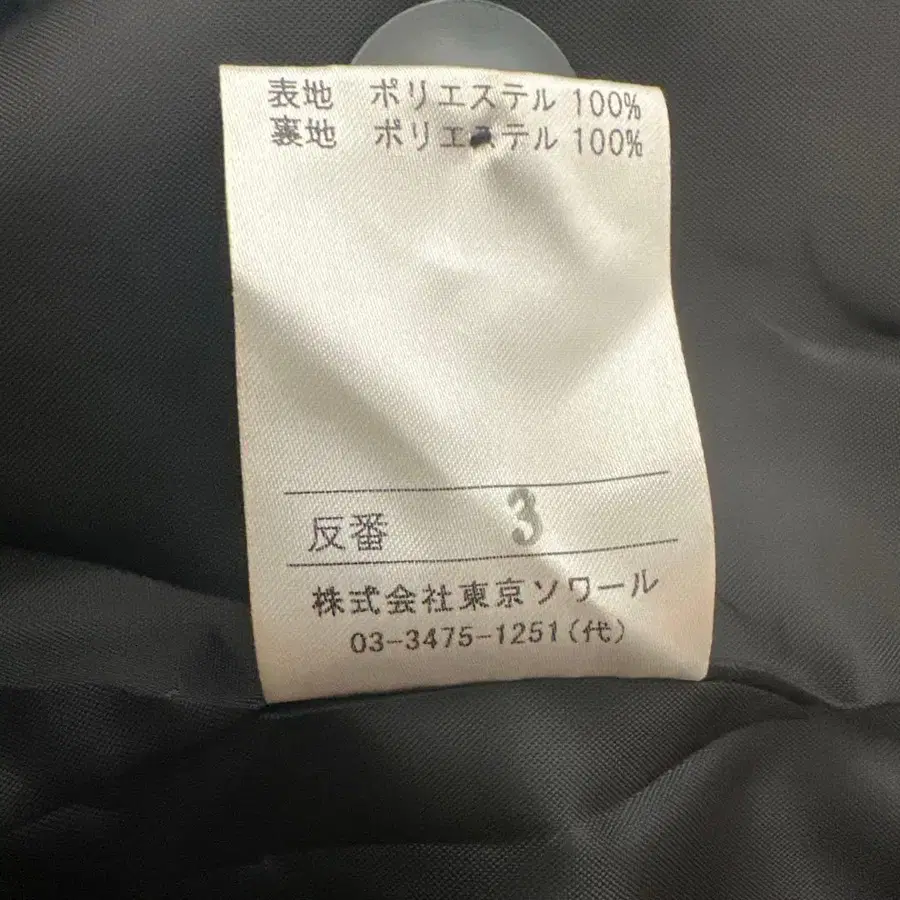 表地 ポリエステル 100%
裏地 ポリエステル 100%
反番 3
株式会社東京ソワール
03-3475-1251(代)